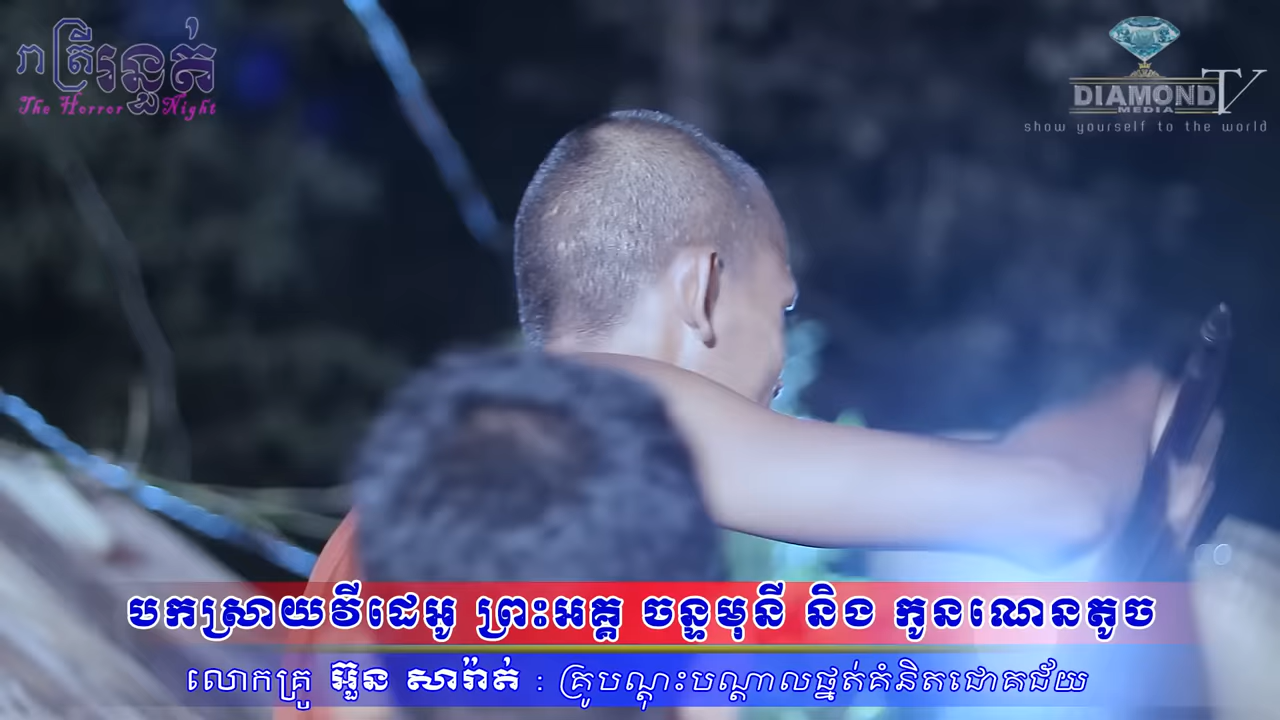 រាត្រីរន្ធត់
The Horror Night
DIAMOND TV
MEDIA
show yourself to the world
បកស្រាយវីដេអូ ព្រះអគ្គ ចន្ទមុនី និង កូនណេនតូច
លោកគ្រូ អ៊ួន សារ៉ាត់ : គ្រូបណ្តុះបណ្តាលផ្នត់គំនិតជោគជ័យ